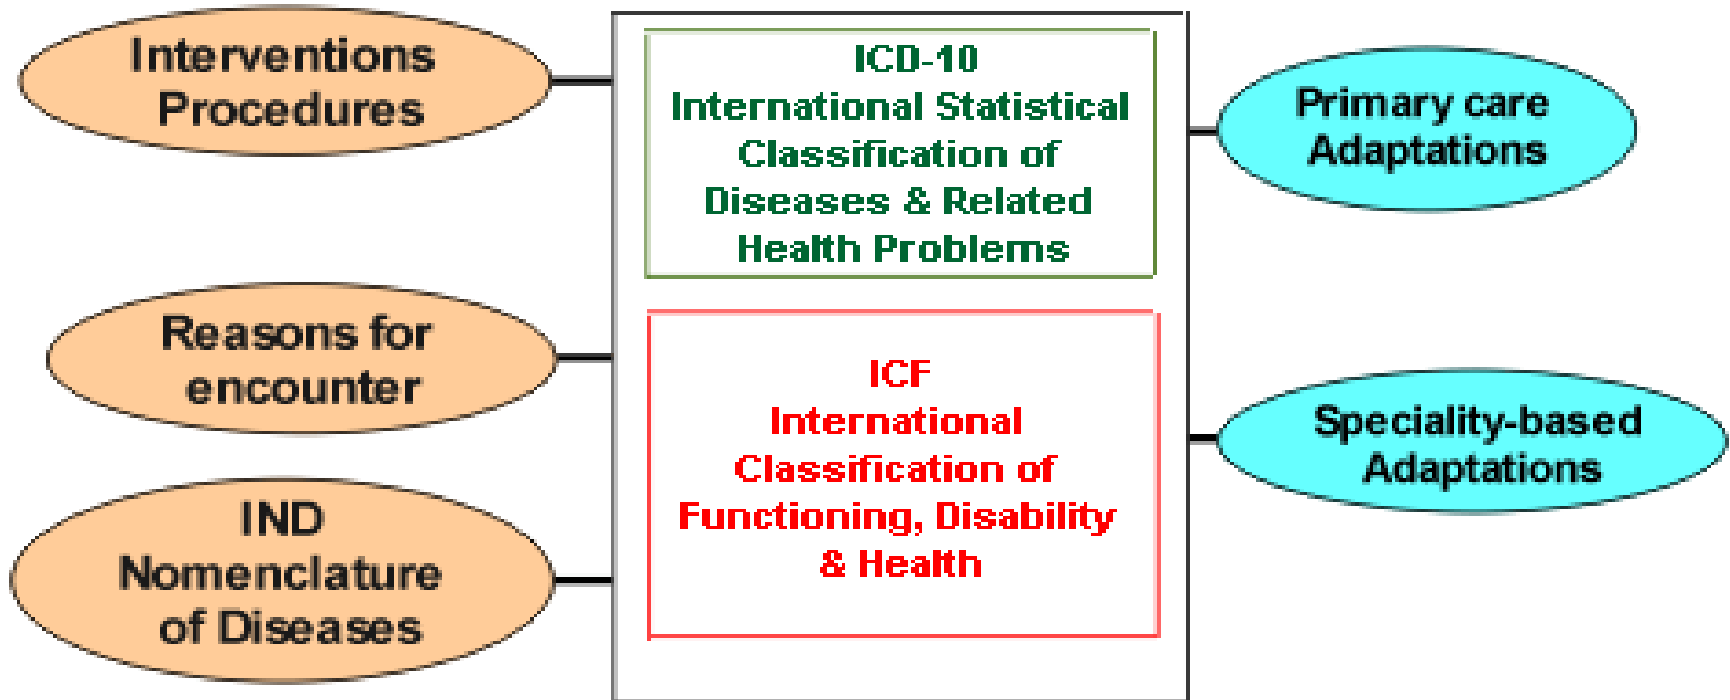 Interventions
Procedures
Reasons for
encounter
IND
Nomenclature
of Diseases
ICD-10
International Statistical
Classification of
Diseases & Related
Health Problems
ICF
International
Classification of
Functioning, Disability
& Health
Primary care
Adaptations
Speciality-based
Adaptations